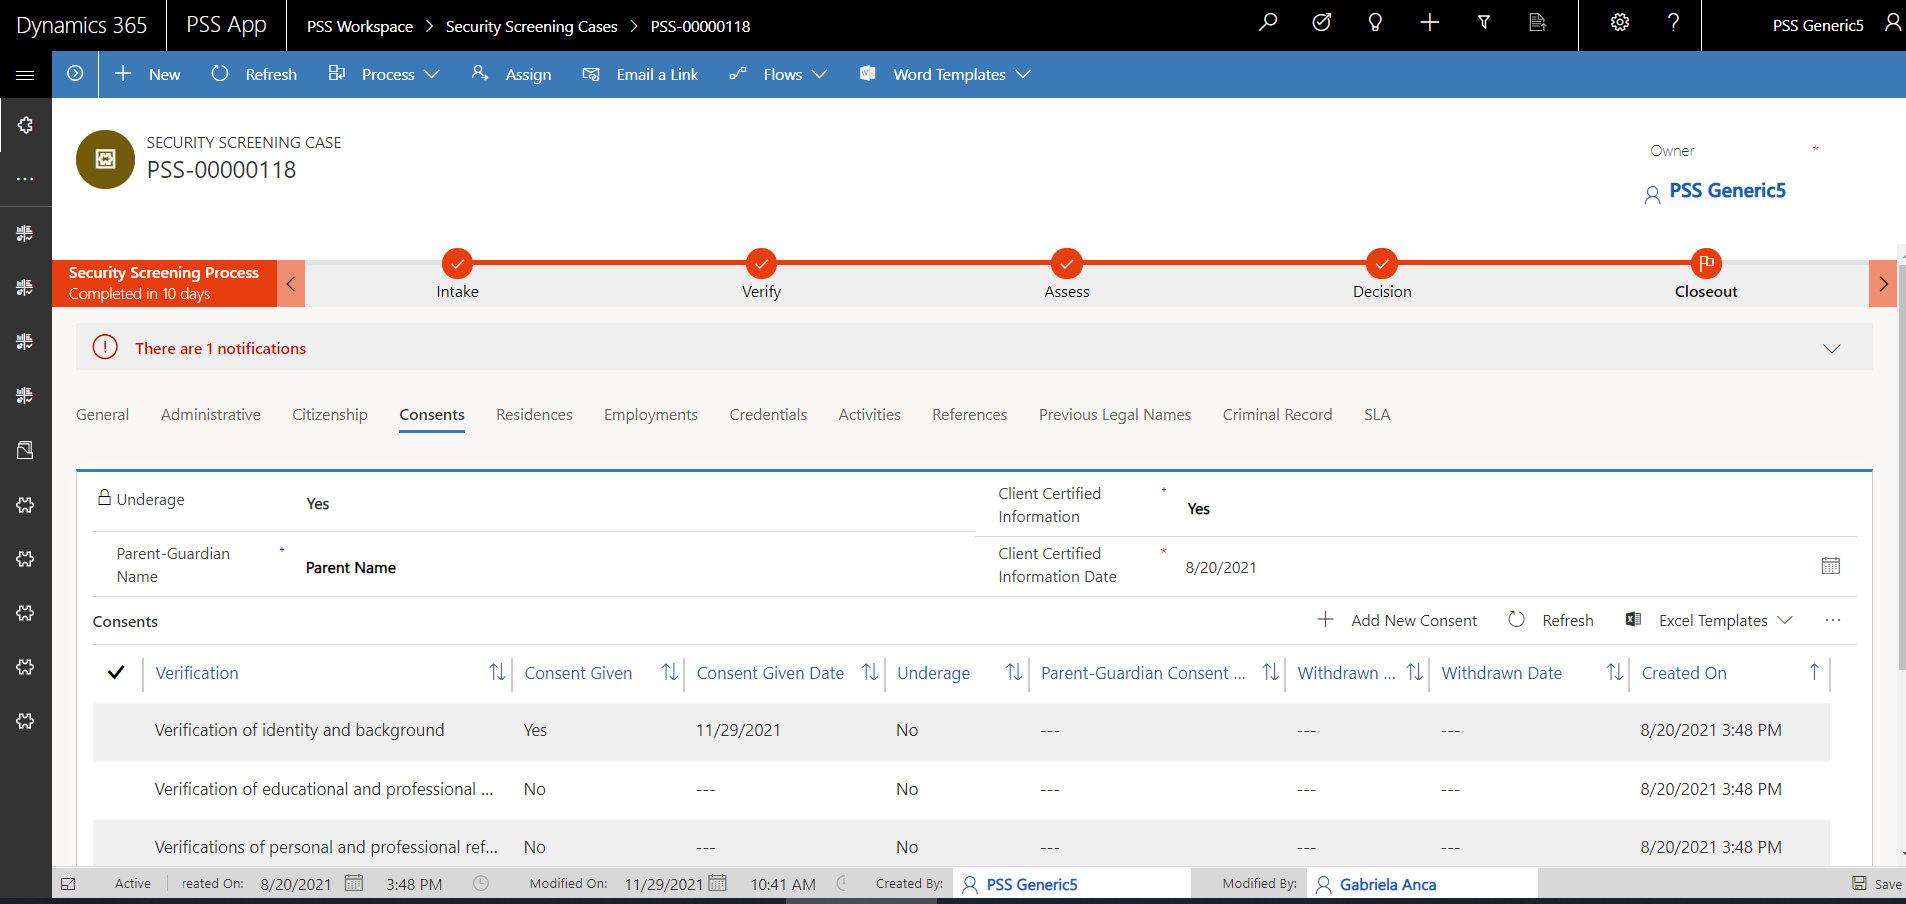 Dynamics 365
PSS App
PSS Workspace > Security Screening Cases > PSS-00000118
PSS Generic5
New
Refresh
Process
Assign
Email a Link
Flows
Word Templates
SECURITY SCREENING CASE
PSS-00000118
Owner *
PSS Generic5
Security Screening Process
Completed in 10 days
Intake
Verify
Assess
Decision
Closeout
There are 1 notifications
General Administrative Citizenship Consents Residences Employments Credentials Activities References Previous Legal Names Criminal Record SLA
Underage
Yes
Client Certified
Information
+
Yes
Parent-Guardian
Name
+
Parent Name
Client Certified
Information Date
*
8/20/2021
Consents
Add New Consent
Refresh
Excel Templates
...
Verification Consent Given Consent Given Date Underage Parent-Guardian Consent ... Withdrawn ... Withdrawn Date Created On
Verification of identity and background Yes 11/29/2021 No --- --- --- 8/20/2021 3:48 PM
Verification of educational and professional ... No --- No --- --- --- 8/20/2021 3:48 PM
Verifications of personal and professional ref... No --- No --- --- --- 8/20/2021 3:48 PM
Active reated On: 8/20/2021 3:48 PM Modified On: 11/29/2021 10:41 AM Created By: PSS Generic5 Modified By: Gabriela Anca Save